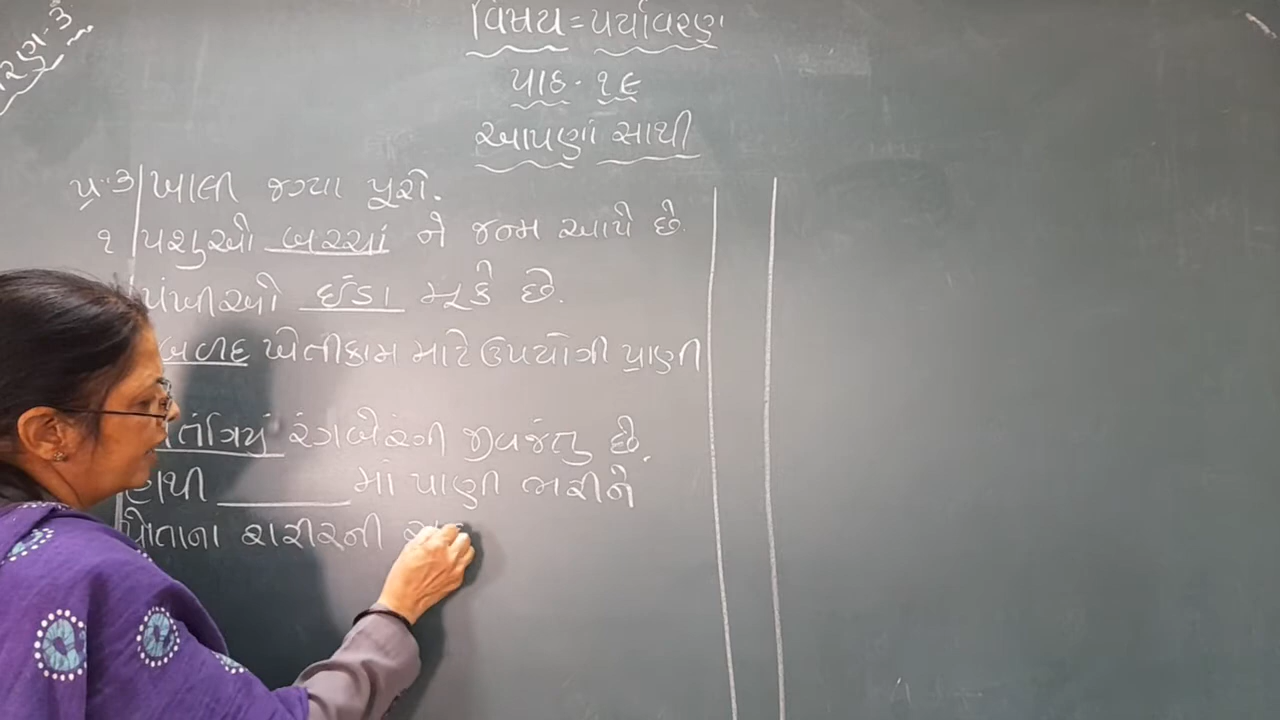 વિષય = પર્યાવરણ
પાઠ - ૧૯
આપણાં સાથી
પ્ર-૩ ખાલી જગ્યા પૂરો.
૧ પશુઓ બચ્ચાં ને જન્મ આપે છે.
પંખીઓ ઈંડા મૂકે છે.
બળદ ખેતીકામ માટે ઉપયોગી પ્રાણી
રંગબેરંગી જીવજંતુ છે.
માં પાણી ભરીને
પોતાના શરીરની